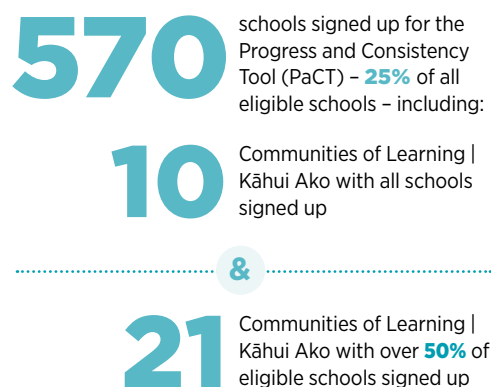 570
schools signed up for the
Progress and Consistency
Tool (PaCT) – 25% of all
eligible schools – including:
10
Communities of Learning |
Kāhui Ako with all schools
signed up
&
21
Communities of Learning |
Kāhui Ako with over 50% of
eligible schools signed up